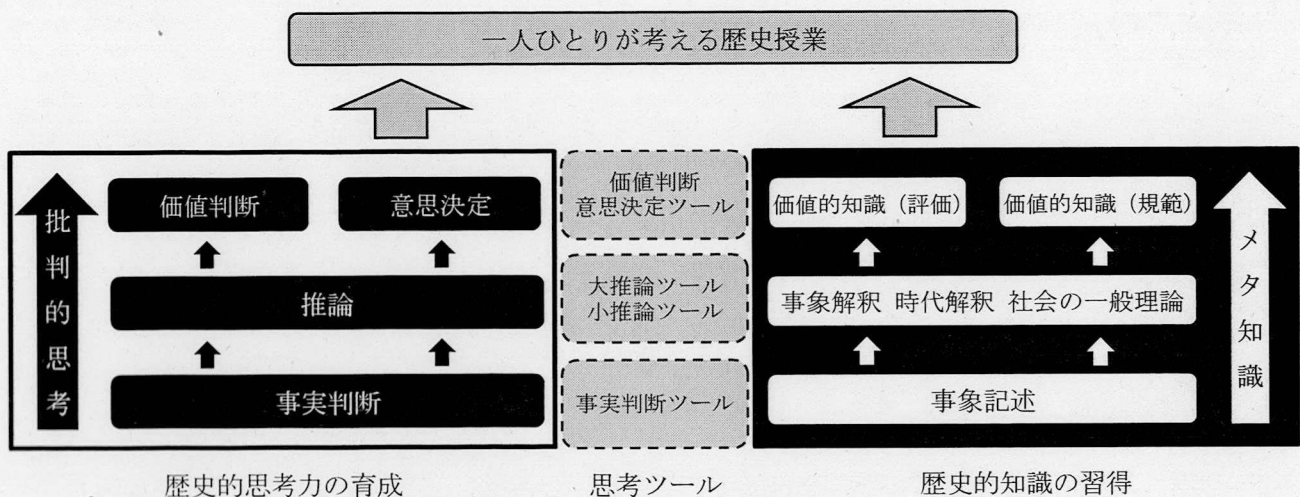 一人ひとりが考える歴史授業
批判的思考
価値判断
意思決定
推論
事実判断
価値判断
意思決定ツール
大推論ツール
小推論ツール
事実判断ツール
価値的知識（評価）
価値的知識（規範）
事象解釈 時代解釈 社会の一般理論
事象記述
メタ知識
歴史的思考力の育成
思考ツール
歴史的知識の習得